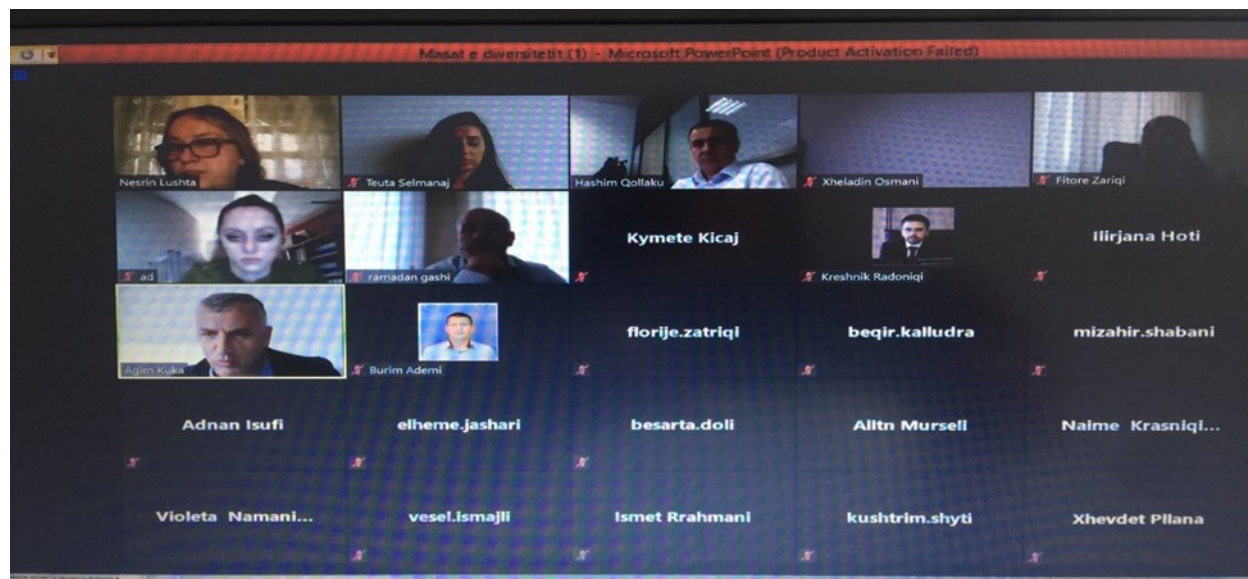 Masat e diversitetit (1) - Microsoft PowerPoint (Product Activation Failed)
Nesrin Lushta
Teuta Selmanaj
Hashim Qollaku
Xheladin Osmani
Fitore Zariqi
ad
ramadan gashi
Kymete Kicaj
Kreshnik Radoniqi
Ilirjana Hoti
Agim Kuka
Burim Ademi
florije.zatriqi
beqir.kalludra
mizahir.shabani
Adnan Isufi
elheme.jashari
besarta.doli
Alltn Murseli
Naime Krasniqi...
Violeta Namani...
vesel.ismajli
Ismet Rrahmani
kushtrim.shyti
Xhevdet Pllana